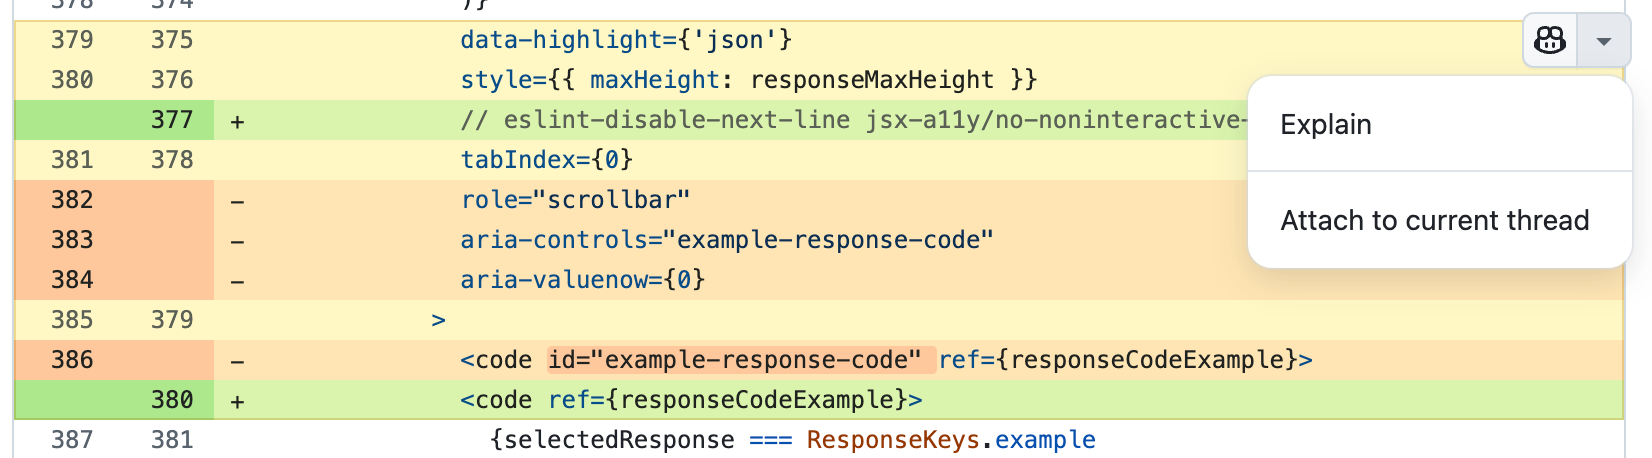 378 374 )}
379 375 data-highlight={'json'}
380 376 style={{ maxHeight: responseMaxHeight }}
377 + // eslint-disable-next-line jsx-a11y/no-noninteractive-
381 378 tabIndex={0}
382 − role="scrollbar"
383 − aria-controls="example-response-code"
384 − aria-valuenow={0}
385 379 >
386 − <code id="example-response-code" ref={responseCodeExample}>
380 + <code ref={responseCodeExample}>
387 381 {selectedResponse === ResponseKeys.example
Explain
Attach to current thread